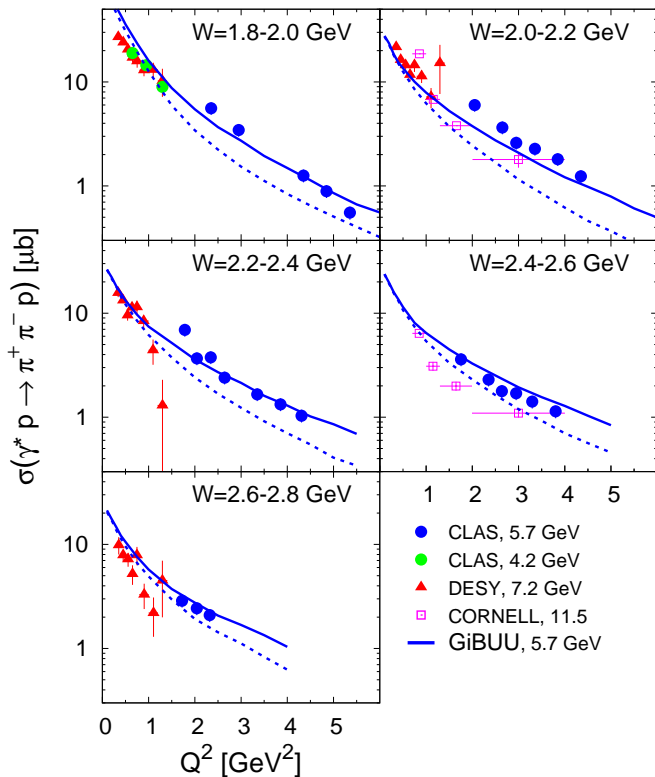 W=1.8-2.0 GeV
W=2.0-2.2 GeV
10
1
W=2.2-2.4 GeV
W=2.4-2.6 GeV
10
1
σ(γ* p → π⁺ π⁻ p) [μb]
1 2 3 4 5
W=2.6-2.8 GeV
10
1
0 1 2 3 4 5
Q² [GeV²]
CLAS, 5.7 GeV
CLAS, 4.2 GeV
DESY, 7.2 GeV
CORNELL, 11.5
GiBUU, 5.7 GeV